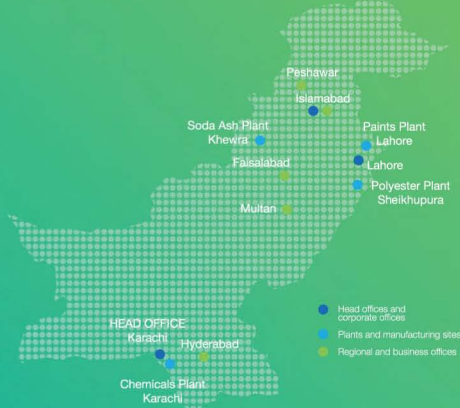 Peshawar
Islamabad
Soda Ash Plant
Khewra
Paints Plant
Lahore
Lahore
Faisalabad
Polyester Plant
Sheikhupura
Multan
Head offices and
corporate offices
Plants and manufacturing sites
Regional and business offices
HEAD OFFICE
Karachi
Hyderabad
Chemicals Plant
Karachi